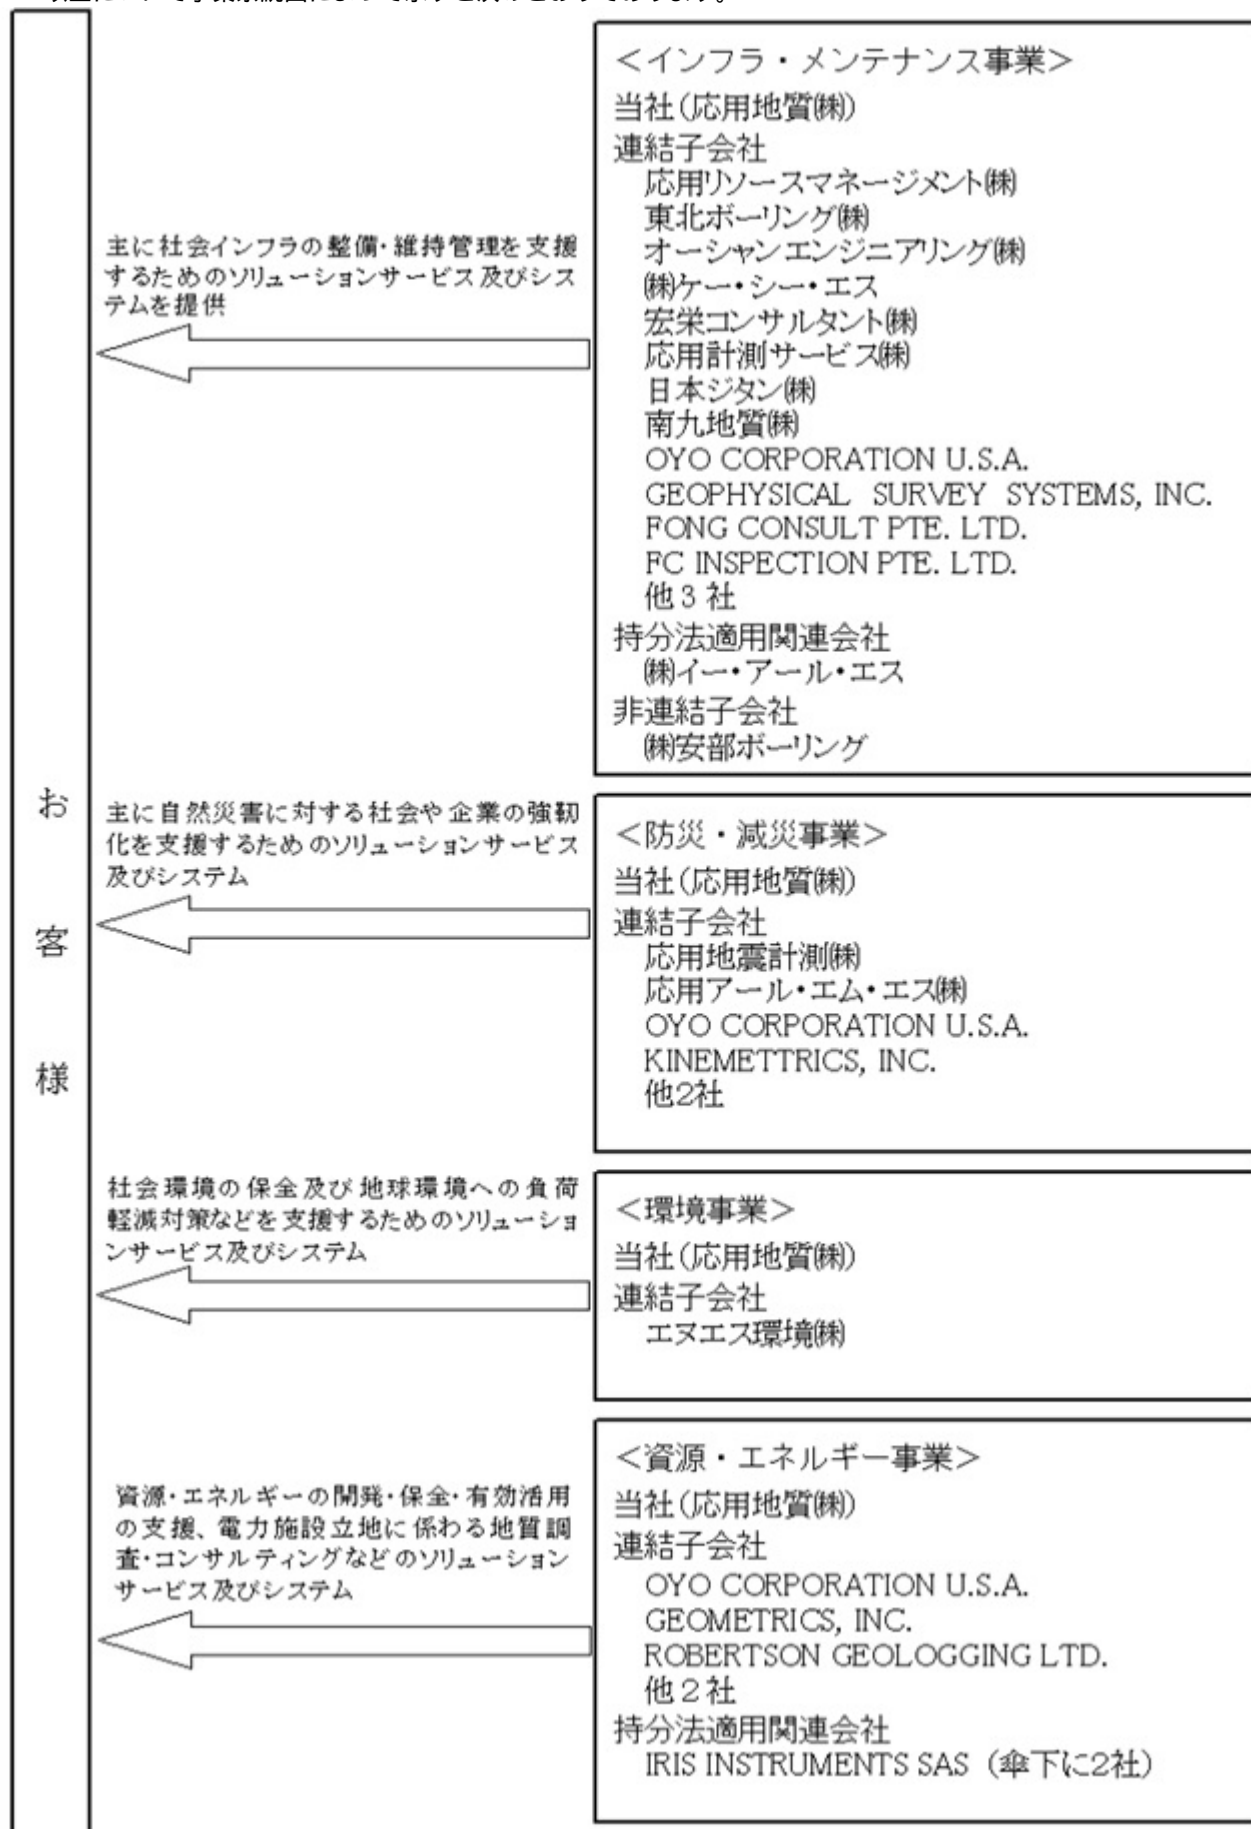 お客様
主に社会インフラの整備・維持管理を支援
するためのソリューションサービス及びシス
テムを提供
＜インフラ・メンテナンス事業＞
当社（応用地質㈱）
連結子会社
応用リソースマネージメント㈱
東北ボーリング㈱
オーシャンエンジニアリング㈱
㈱ケー・シー・エス
宏栄コンサルタント㈱
応用計測サービス㈱
日本ジタン㈱
南九地質㈱
OYO CORPORATION U.S.A.
GEOPHYSICAL SURVEY SYSTEMS, INC.
FONG CONSULT PTE. LTD.
FC INSPECTION PTE. LTD.
他３社
持分法適用関連会社
㈱イー・アール・エス
非連結子会社
㈱安部ボーリング
主に自然災害に対する社会や企業の強靭
化を支援するためのソリューションサービス
及びシステム
＜防災・減災事業＞
当社（応用地質㈱）
連結子会社
応用地震計測㈱
応用アール・エム・エス㈱
OYO CORPORATION U.S.A.
KINEMETTRICS, INC.
他2社
社会環境の保全及び地球環境への負荷
軽減対策などを支援するためのソリューショ
ンサービス及びシステム
＜環境事業＞
当社（応用地質㈱）
連結子会社
エヌエス環境㈱
資源・エネルギーの開発・保全・有効活用
の支援、電力施設立地に係わる地質調
査・コンサルティングなどのソリューション
サービス及びシステム
＜資源・エネルギー事業＞
当社（応用地質㈱）
連結子会社
OYO CORPORATION U.S.A.
GEOMETRICS, INC.
ROBERTSON GEOLOGGING LTD.
他２社
持分法適用関連会社
IRIS INSTRUMENTS SAS（傘下に2社）